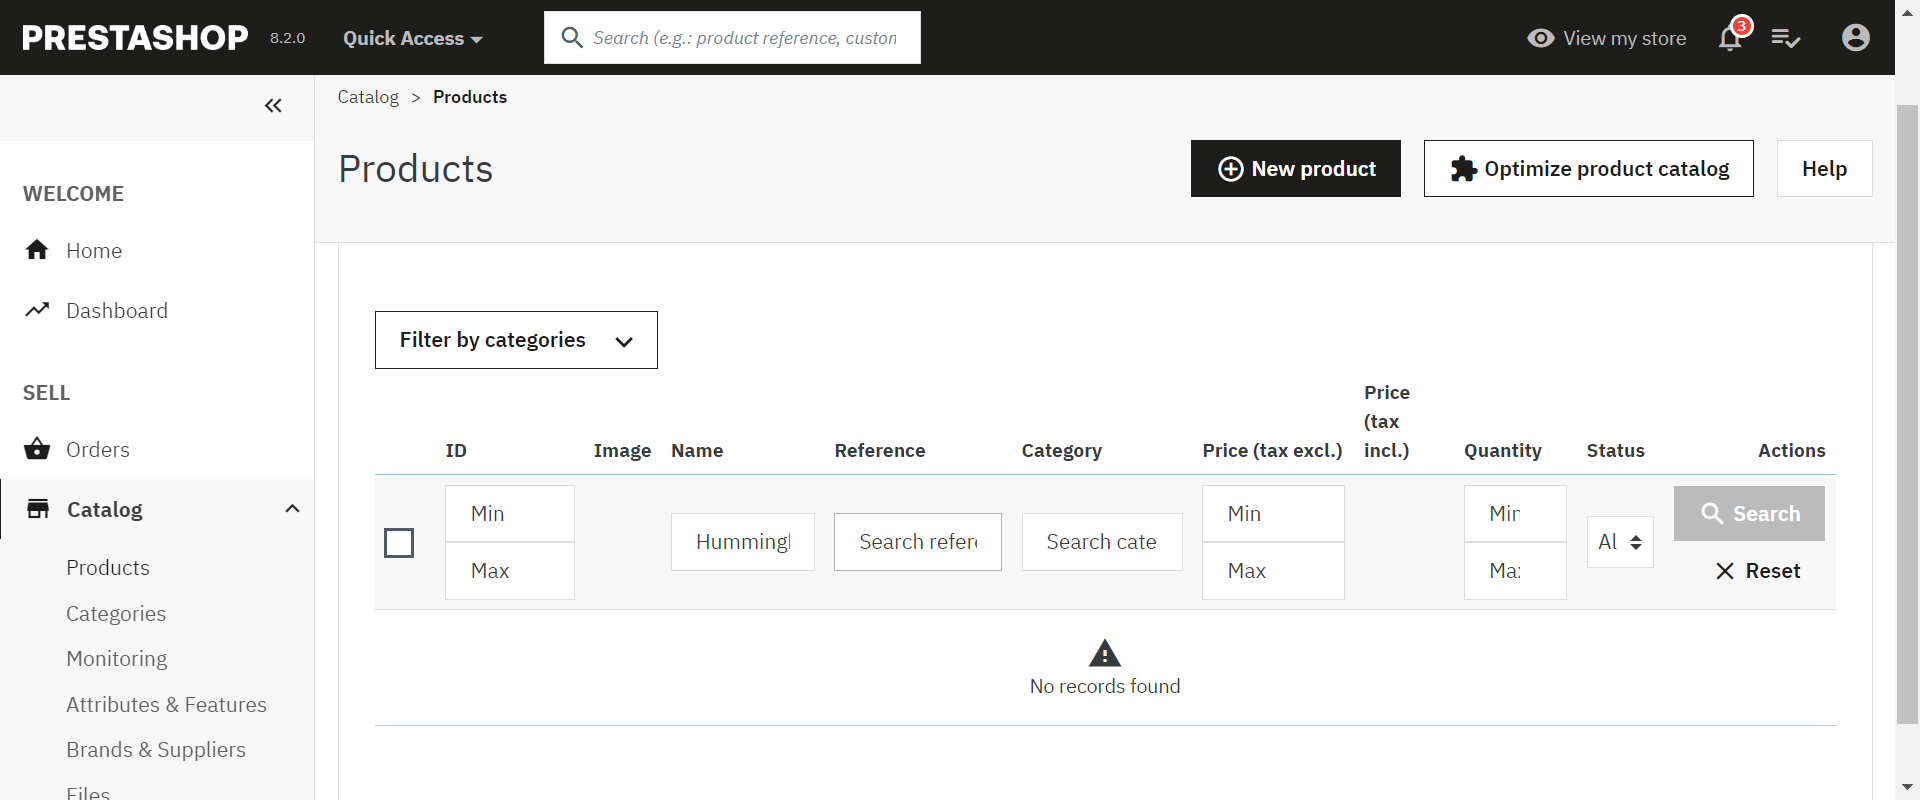 PRESTASHOP 8.2.0 Quick Access Search (e.g.: product reference, custon View my store 3
Catalog > Products
Products New product Optimize product catalog Help
WELCOME
Home
Dashboard
SELL
Orders
Catalog
Products
Categories
Monitoring
Attributes & Features
Brands & Suppliers
Files
Filter by categories
ID Image Name Reference Category Price (tax excl.) Price (tax incl.) Quantity Status Actions
Min Min Min Search
Hummingl Search refere Search cate Al
Max Max Max Reset
No records found